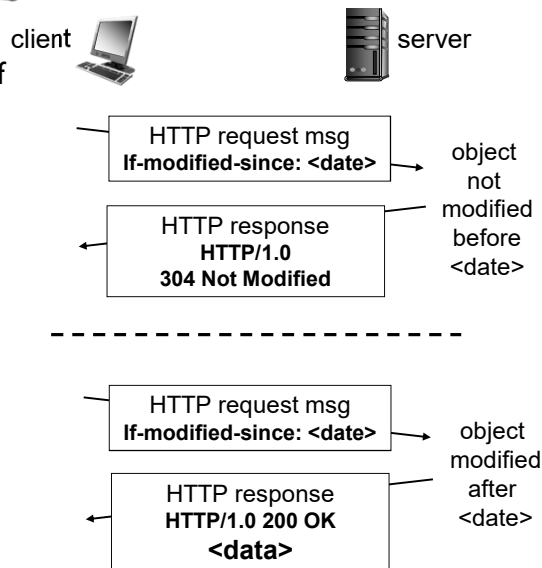 client
server
f
HTTP request msg
If-modified-since: <date>
object
not
modified
before
<date>
HTTP response
HTTP/1.0
304 Not Modified
HTTP request msg
If-modified-since: <date>
object
modified
after
<date>
HTTP response
HTTP/1.0 200 OK
<data>